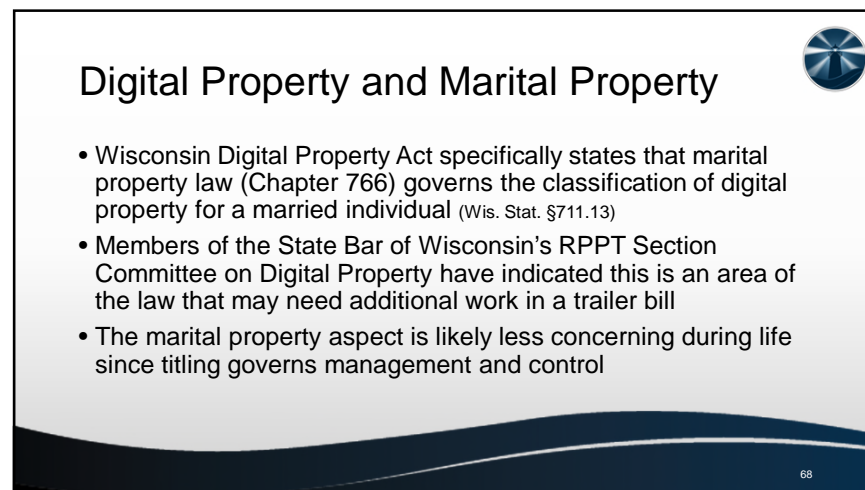 Digital Property and Marital Property
• Wisconsin Digital Property Act specifically states that marital
property law (Chapter 766) governs the classification of digital
property for a married individual (Wis. Stat. §711.13)
• Members of the State Bar of Wisconsin's RPPT Section
Committee on Digital Property have indicated this is an area of
the law that may need additional work in a trailer bill
• The marital property aspect is likely less concerning during life
since titling governs management and control
68